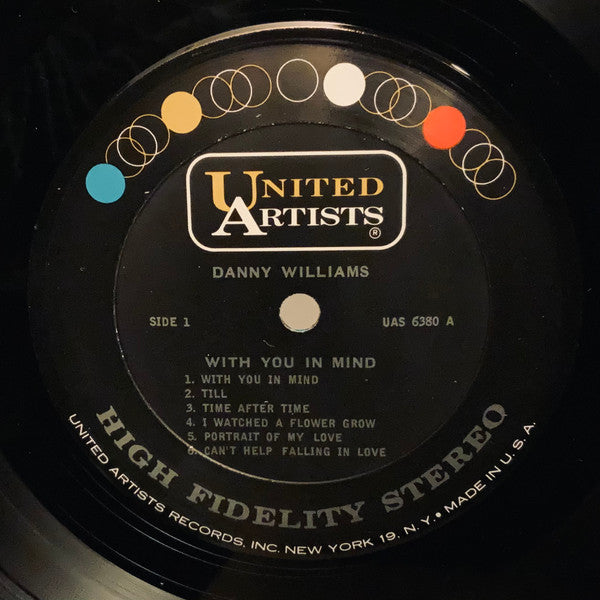 UNITED
ARTISTS
®
DANNY WILLIAMS
SIDE 1
UAS 6380 A
WITH YOU IN MIND
1. WITH YOU IN MIND
2. TILL
3. TIME AFTER TIME
4. I WATCHED A FLOWER GROW
5. PORTRAIT OF MY LOVE
6. CAN'T HELP FALLING IN LOVE
HIGH FIDELITY STEREO
UNITED ARTISTS RECORDS, INC. NEW YORK 19, N.Y. • MADE IN U.S.A.